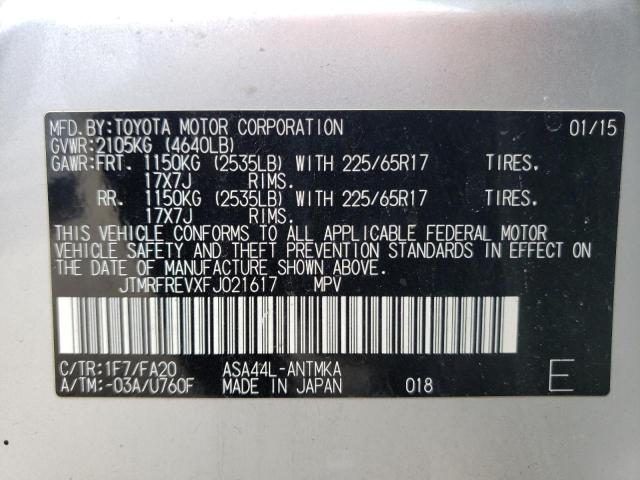 MFD.BY:TOYOTA MOTOR CORPORATION 01/15
GVWR:2105KG (4640LB)
GAWR:FRT. 1150KG (2535LB) WITH 225/65R17 TIRES.
17X7J RIMS.
RR. 1150KG (2535LB) WITH 225/65R17 TIRES.
17X7J RIMS.
THIS VEHICLE CONFORMS TO ALL APPLICABLE FEDERAL MOTOR
VEHICLE SAFETY AND THEFT PREVENTION STANDARDS IN EFFECT ON
THE DATE OF MANUFACTURE SHOWN ABOVE.
JTMRFREVXFJ021617 MPV
C/TR:1F7/FA20 ASA44L-ANTMKA
A/TM:-03A/U760F MADE IN JAPAN 018 E